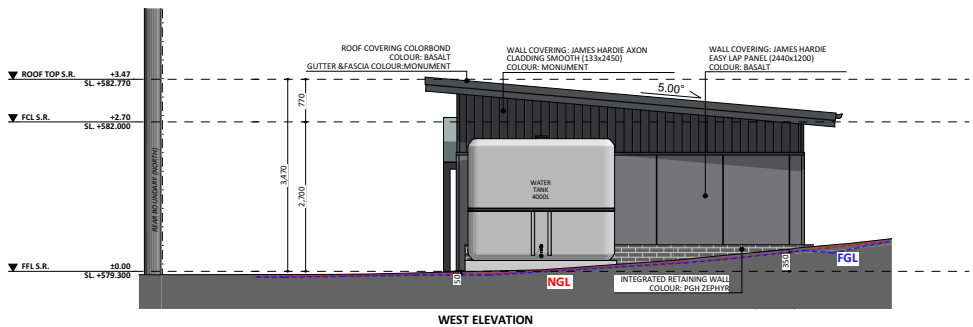 ROOF COVERING COLORBOND
COLOUR: BASALT
GUTTER &FASCIA COLOUR:MONUMENT
WALL COVERING: JAMES HARDIE AXON
CLADDING SMOOTH (133x2450)
COLOUR: MONUMENT
WALL COVERING: JAMES HARDIE
EASY LAP PANEL (2440x1200)
COLOUR: BASALT
ROOF TOP S.R. +3.47
SL. +582.770
5.00°
770
FCL S.R. +2.70
SL. +582.000
REAR BOUNDARY (NORTH)
3,470
2,700
WATER
TANK
4000L
FFL S.R. ±0.00
SL. +579.300
50
NGL
INTEGRATED RETAINING WALL
COLOUR: PGH ZEPHYR
350
FGL
WEST ELEVATION